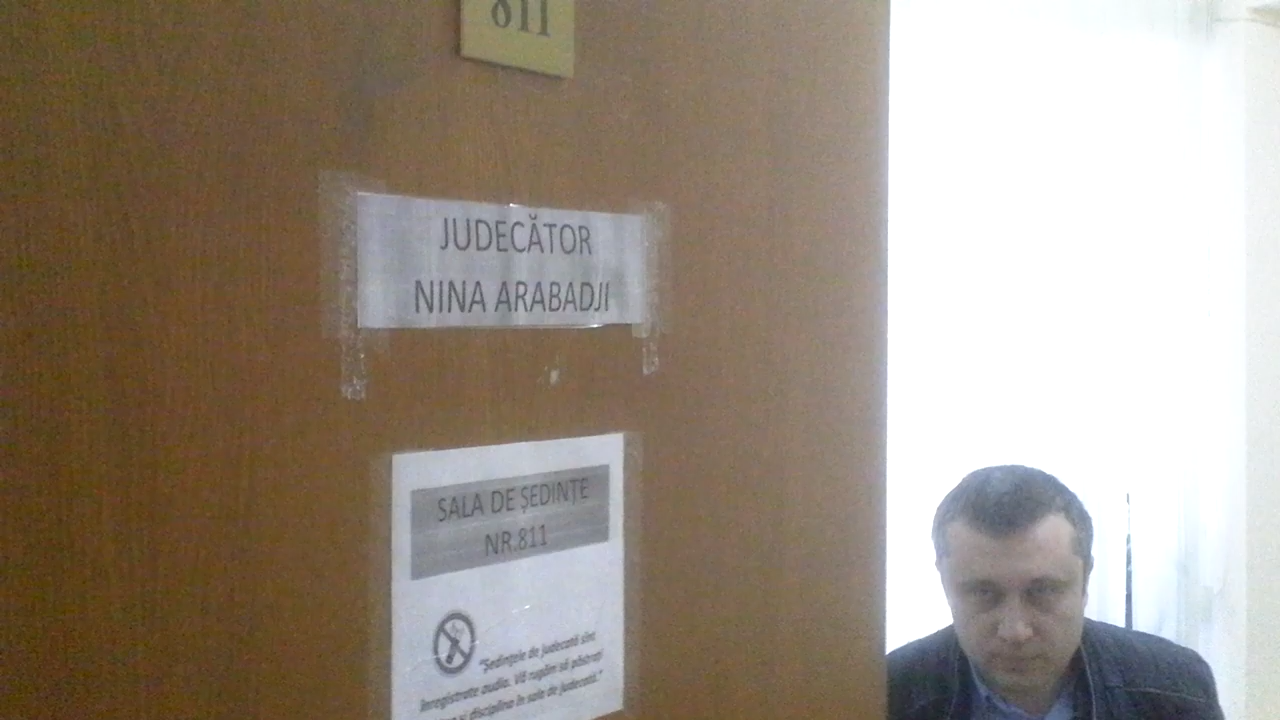 811
JUDECĂTOR
NINA ARABADJI
SALA DE ȘEDINȚE
NR.811
"Ședințele de judecată sînt
înregistrate audio. Vă rugăm să păstrați
și disciplina în sala de judecată."